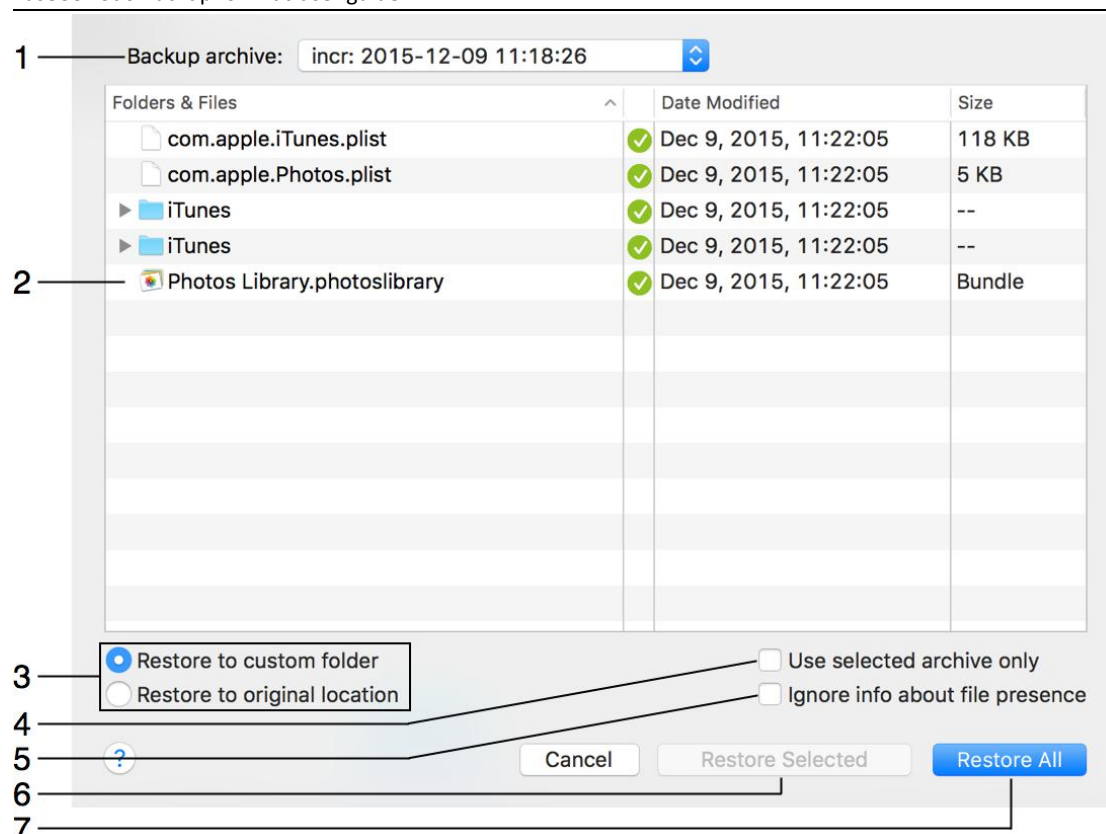 1 Backup archive: incr: 2015-12-09 11:18:26
Folders & Files Date Modified Size
com.apple.iTunes.plist Dec 9, 2015, 11:22:05 118 KB
com.apple.Photos.plist Dec 9, 2015, 11:22:05 5 KB
iTunes Dec 9, 2015, 11:22:05 --
iTunes Dec 9, 2015, 11:22:05 --
2 Photos Library.photoslibrary Dec 9, 2015, 11:22:05 Bundle
Restore to custom folder Use selected archive only
3
Restore to original location Ignore info about file presence
4
5 ? Cancel Restore Selected Restore All
6
7